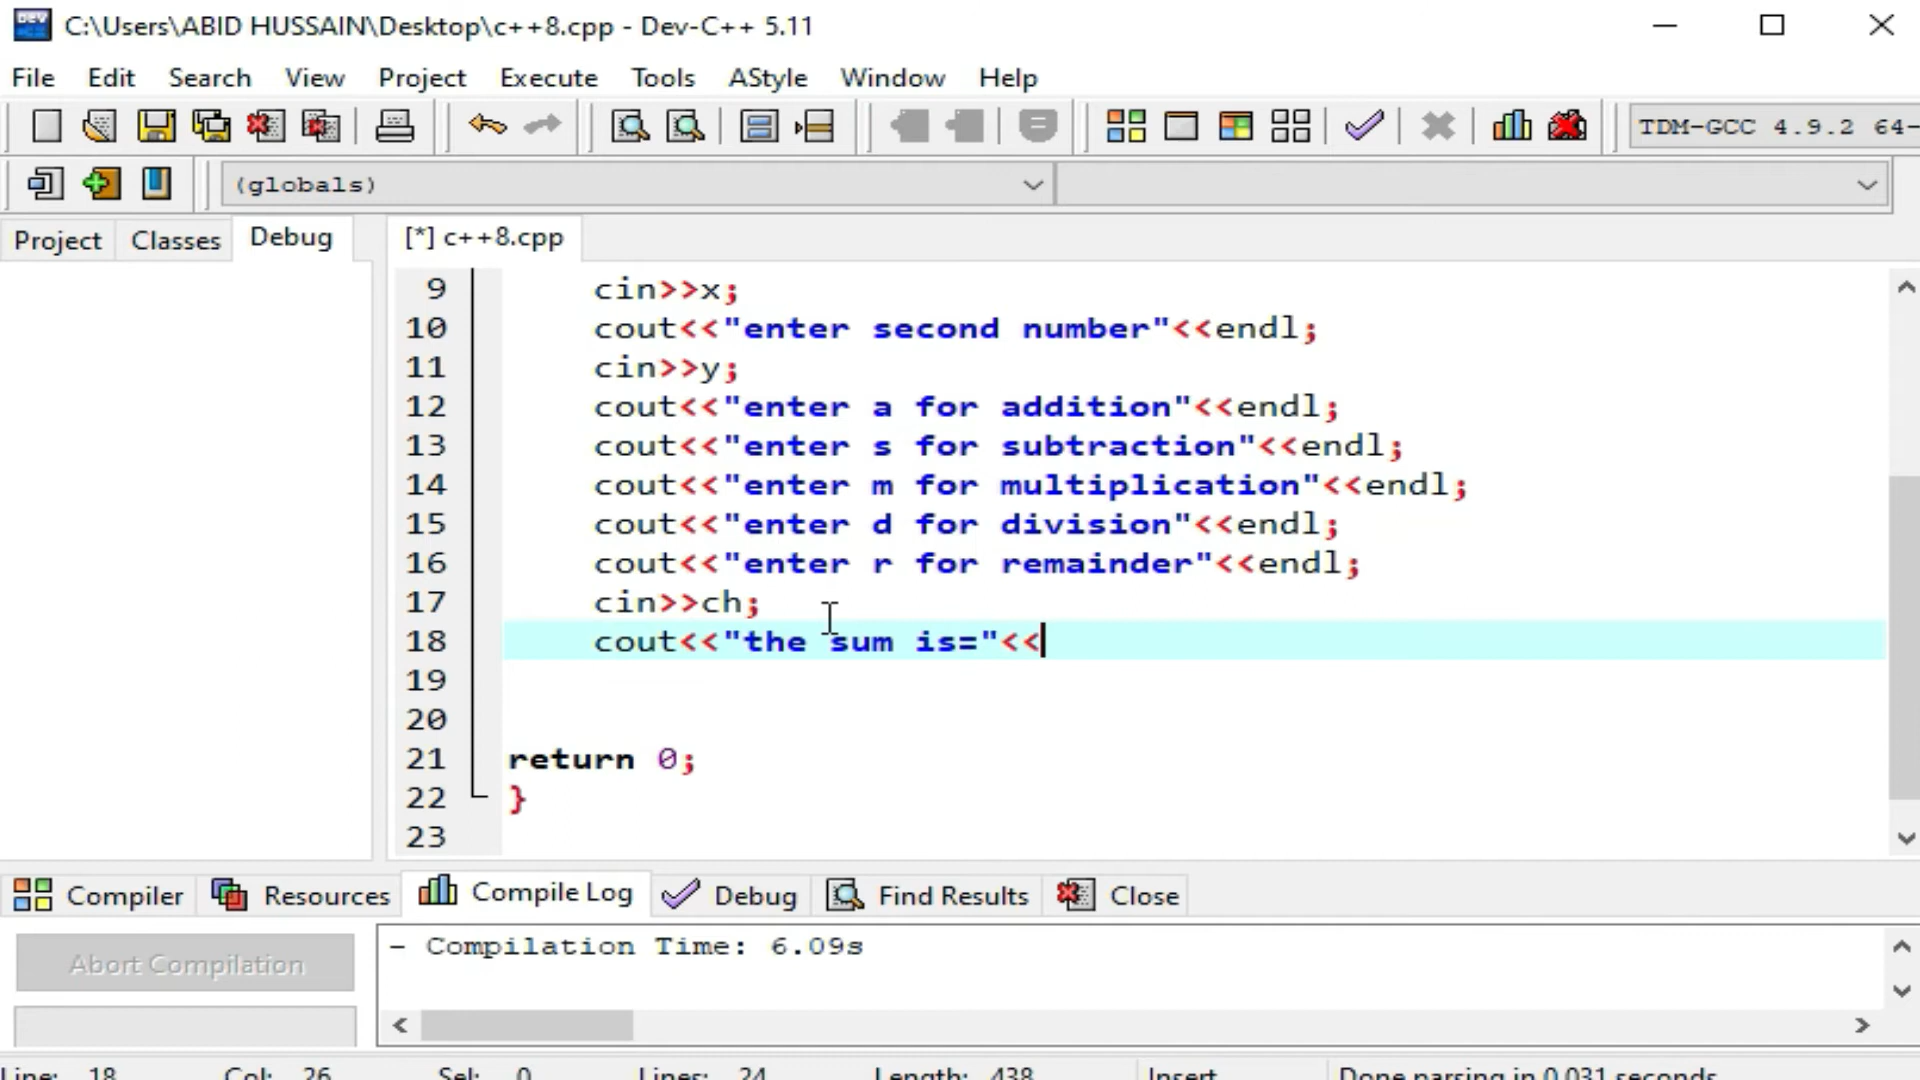 C:\Users\ABID HUSSAIN\Desktop\c++8.cpp - Dev-C++ 5.11
File Edit Search View Project Execute Tools AStyle Window Help
TDM-GCC 4.9.2 64-
(globals)
Project Classes Debug [*] c++8.cpp
9 cin>>x;
10 cout<<"enter second number"<<endl;
11 cin>>y;
12 cout<<"enter a for addition"<<endl;
13 cout<<"enter s for subtraction"<<endl;
14 cout<<"enter m for multiplication"<<endl;
15 cout<<"enter d for division"<<endl;
16 cout<<"enter r for remainder"<<endl;
17 cin>>ch;
18 cout<<"the sum is="<<
19
20
21 return 0;
22 }
23
Compiler Resources Compile Log Debug Find Results Close
Abort Compilation
- Compilation Time: 6.09s
Line: 18 Col: 26 Sel: 0 Lines: 24 Length: 438 Insert Done parsing in 0.031 seconds